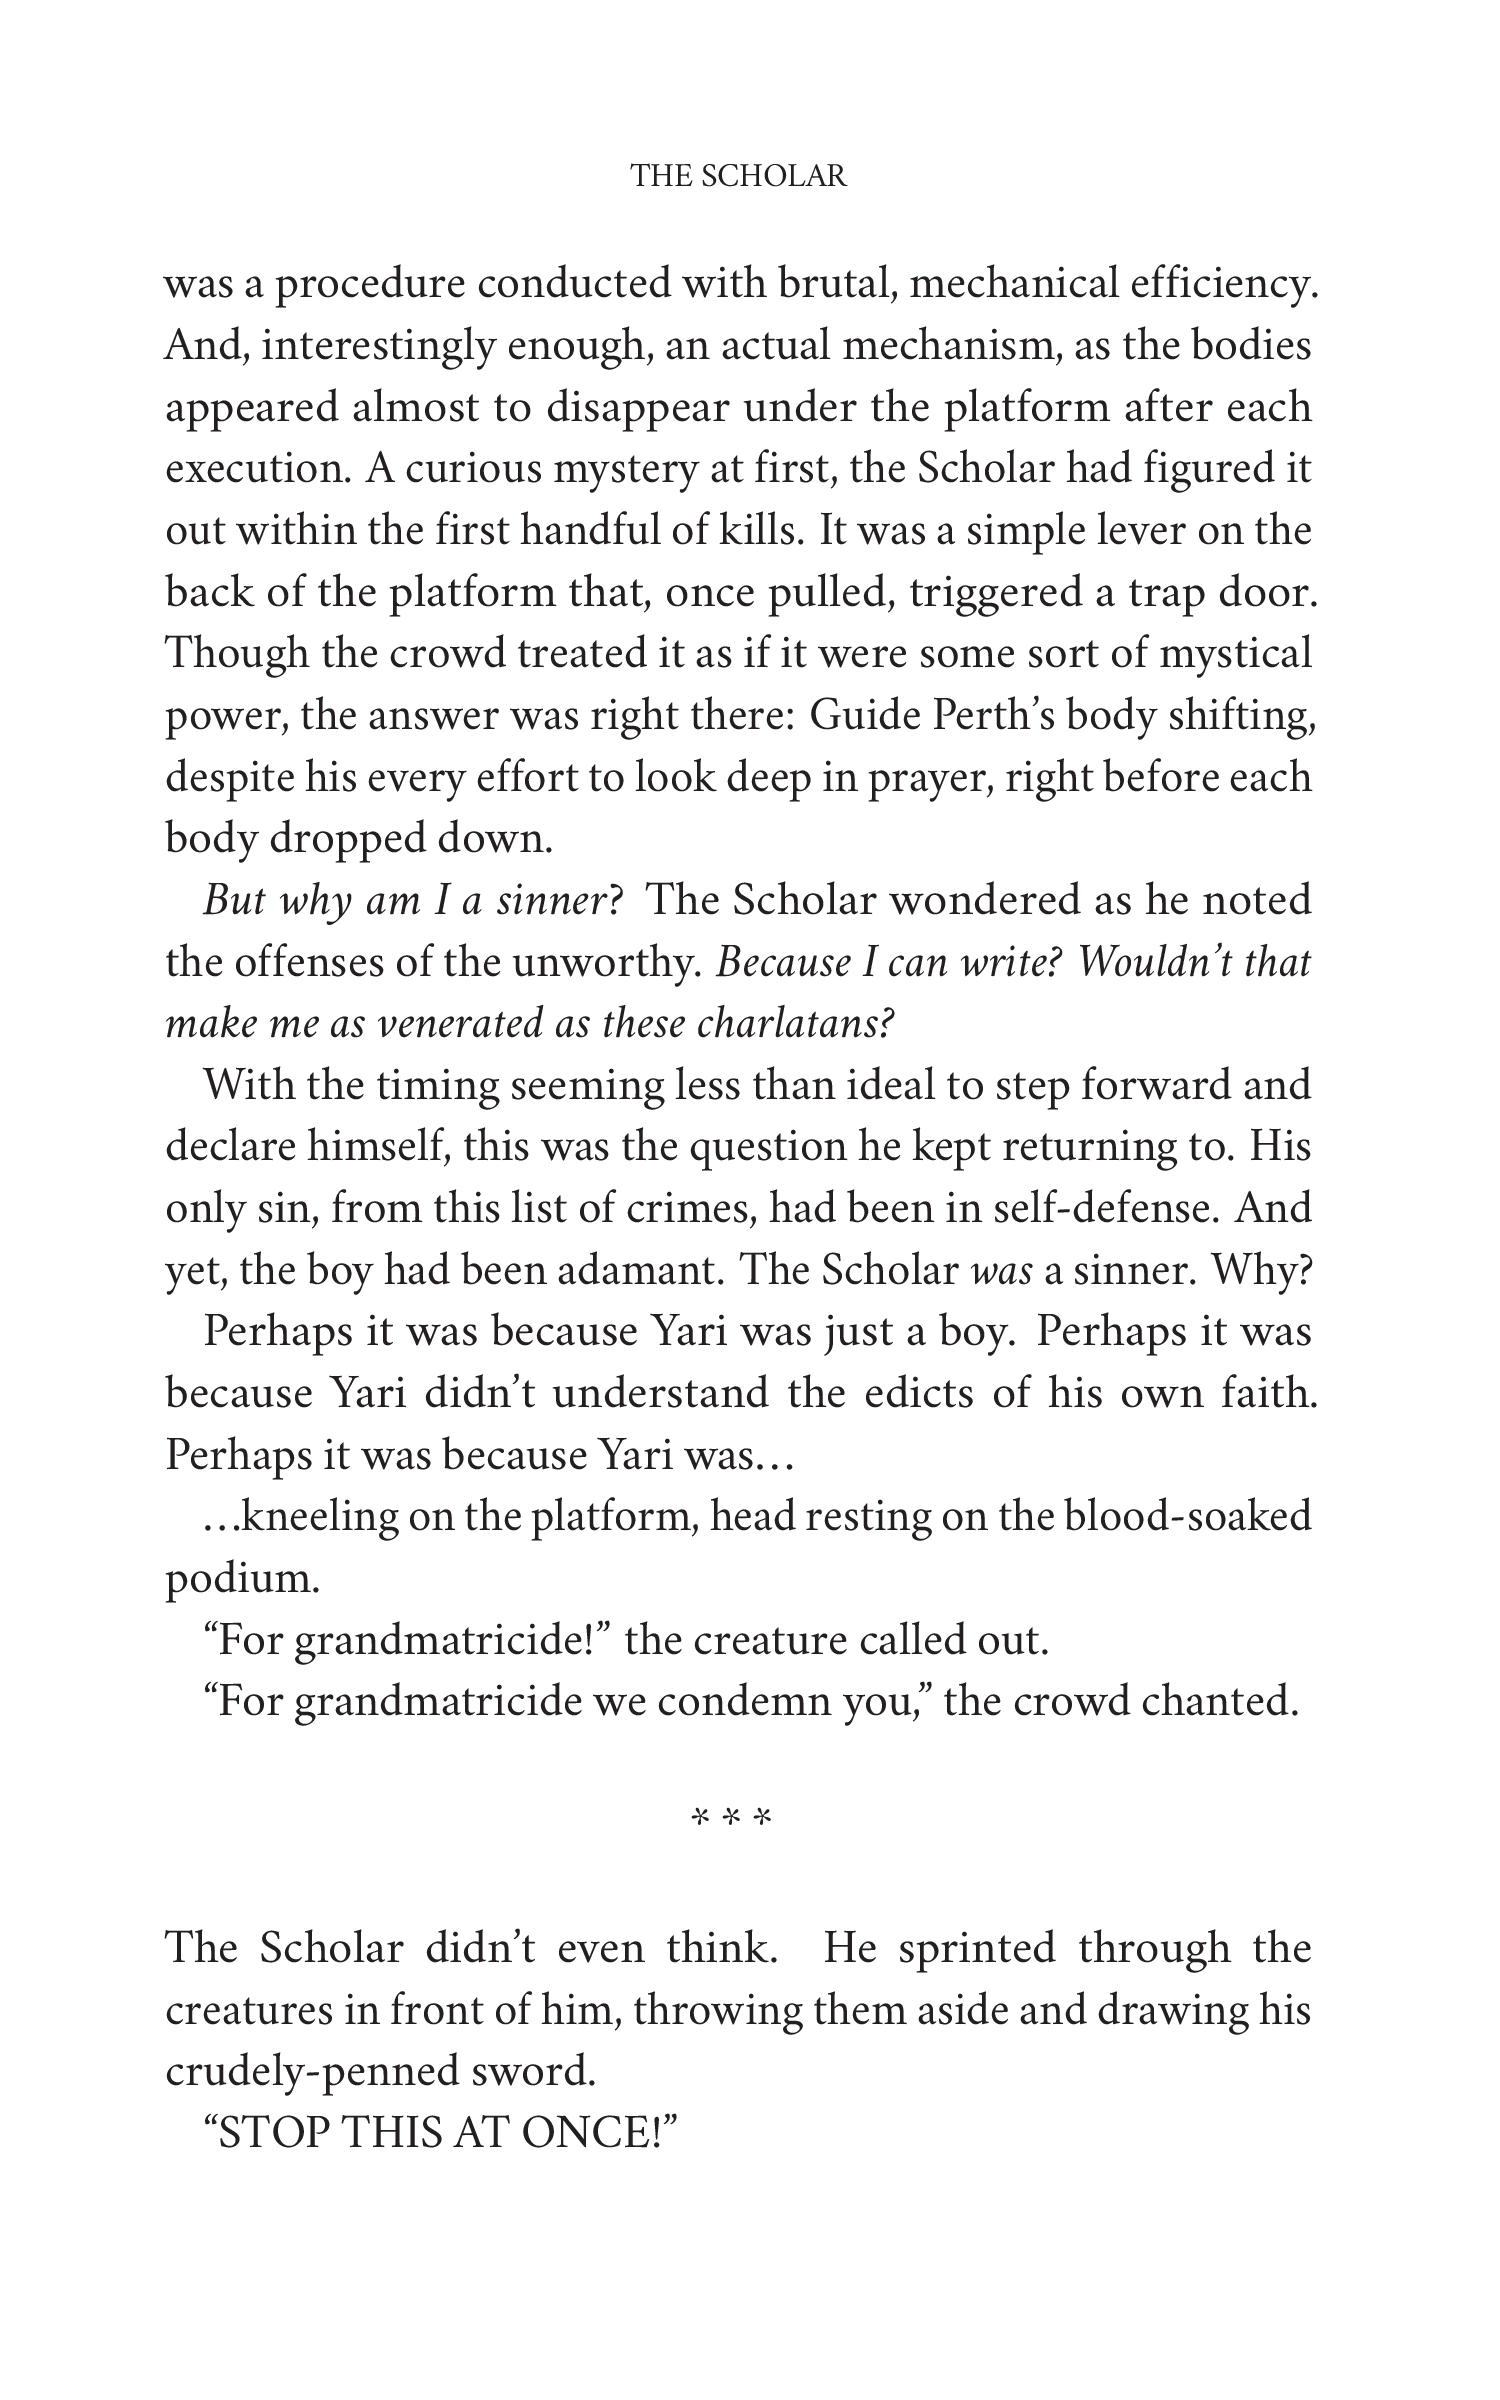 THE SCHOLAR
was a procedure conducted with brutal, mechanical efficiency.
And, interestingly enough, an actual mechanism, as the bodies
appeared almost to disappear under the platform after each
execution. A curious mystery at first, the Scholar had figured it
out within the first handful of kills. It was a simple lever on the
back of the platform that, once pulled, triggered a trap door.
Though the crowd treated it as if it were some sort of mystical
power, the answer was right there: Guide Perth’s body shifting,
despite his every effort to look deep in prayer, right before each
body dropped down.
But why am I a sinner? The Scholar wondered as he noted
the offenses of the unworthy. Because I can write? Wouldn’t that
make me as venerated as these charlatans?
With the timing seeming less than ideal to step forward and
declare himself, this was the question he kept returning to. His
only sin, from this list of crimes, had been in self-defense. And
yet, the boy had been adamant. The Scholar was a sinner. Why?
Perhaps it was because Yari was just a boy. Perhaps it was
because Yari didn’t understand the edicts of his own faith.
Perhaps it was because Yari was…
…kneeling on the platform, head resting on the blood-soaked
podium.
“For grandmatricide!” the creature called out.
“For grandmatricide we condemn you,” the crowd chanted.
* * *
The Scholar didn’t even think. He sprinted through the
creatures in front of him, throwing them aside and drawing his
crudely-penned sword.
“STOP THIS AT ONCE!”